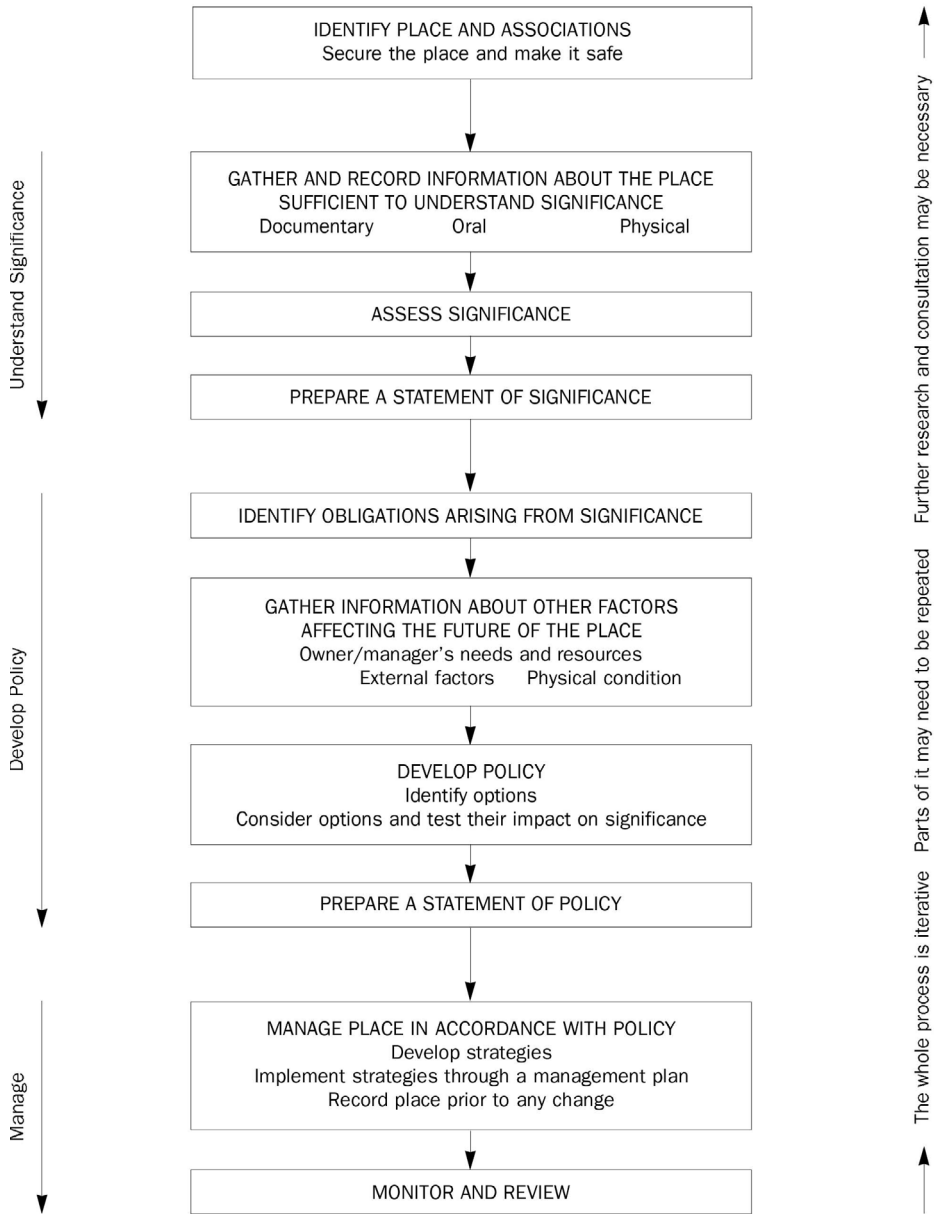 IDENTIFY PLACE AND ASSOCIATIONS
Secure the place and make it safe
Understand Significance
GATHER AND RECORD INFORMATION ABOUT THE PLACE
SUFFICIENT TO UNDERSTAND SIGNIFICANCE
Documentary Oral Physical
ASSESS SIGNIFICANCE
PREPARE A STATEMENT OF SIGNIFICANCE
Develop Policy
IDENTIFY OBLIGATIONS ARISING FROM SIGNIFICANCE
GATHER INFORMATION ABOUT OTHER FACTORS
AFFECTING THE FUTURE OF THE PLACE
Owner/manager's needs and resources
External factors Physical condition
DEVELOP POLICY
Identify options
Consider options and test their impact on significance
PREPARE A STATEMENT OF POLICY
Manage
MANAGE PLACE IN ACCORDANCE WITH POLICY
Develop strategies
Implement strategies through a management plan
Record place prior to any change
MONITOR AND REVIEW
The whole process is iterative Parts of it may need to be repeated Further research and consultation may be necessary